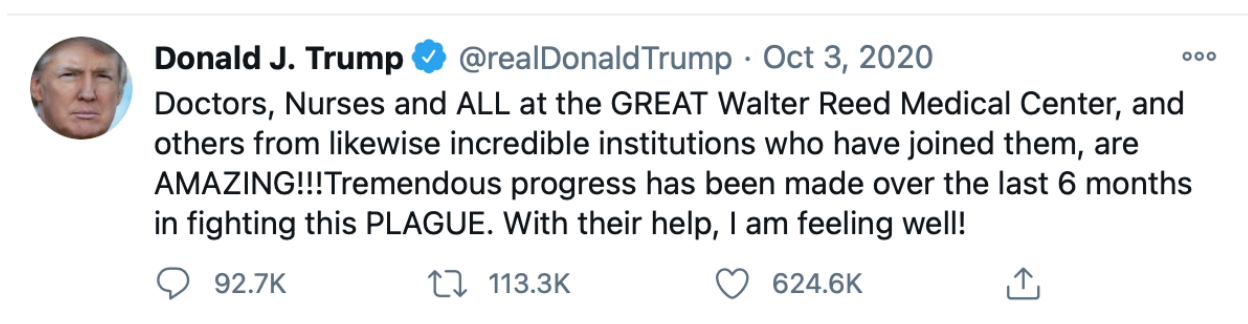 Donald J. Trump @realDonaldTrump · Oct 3, 2020
Doctors, Nurses and ALL at the GREAT Walter Reed Medical Center, and
others from likewise incredible institutions who have joined them, are
AMAZING!!!Tremendous progress has been made over the last 6 months
in fighting this PLAGUE. With their help, I am feeling well!
92.7K 113.3K 624.6K